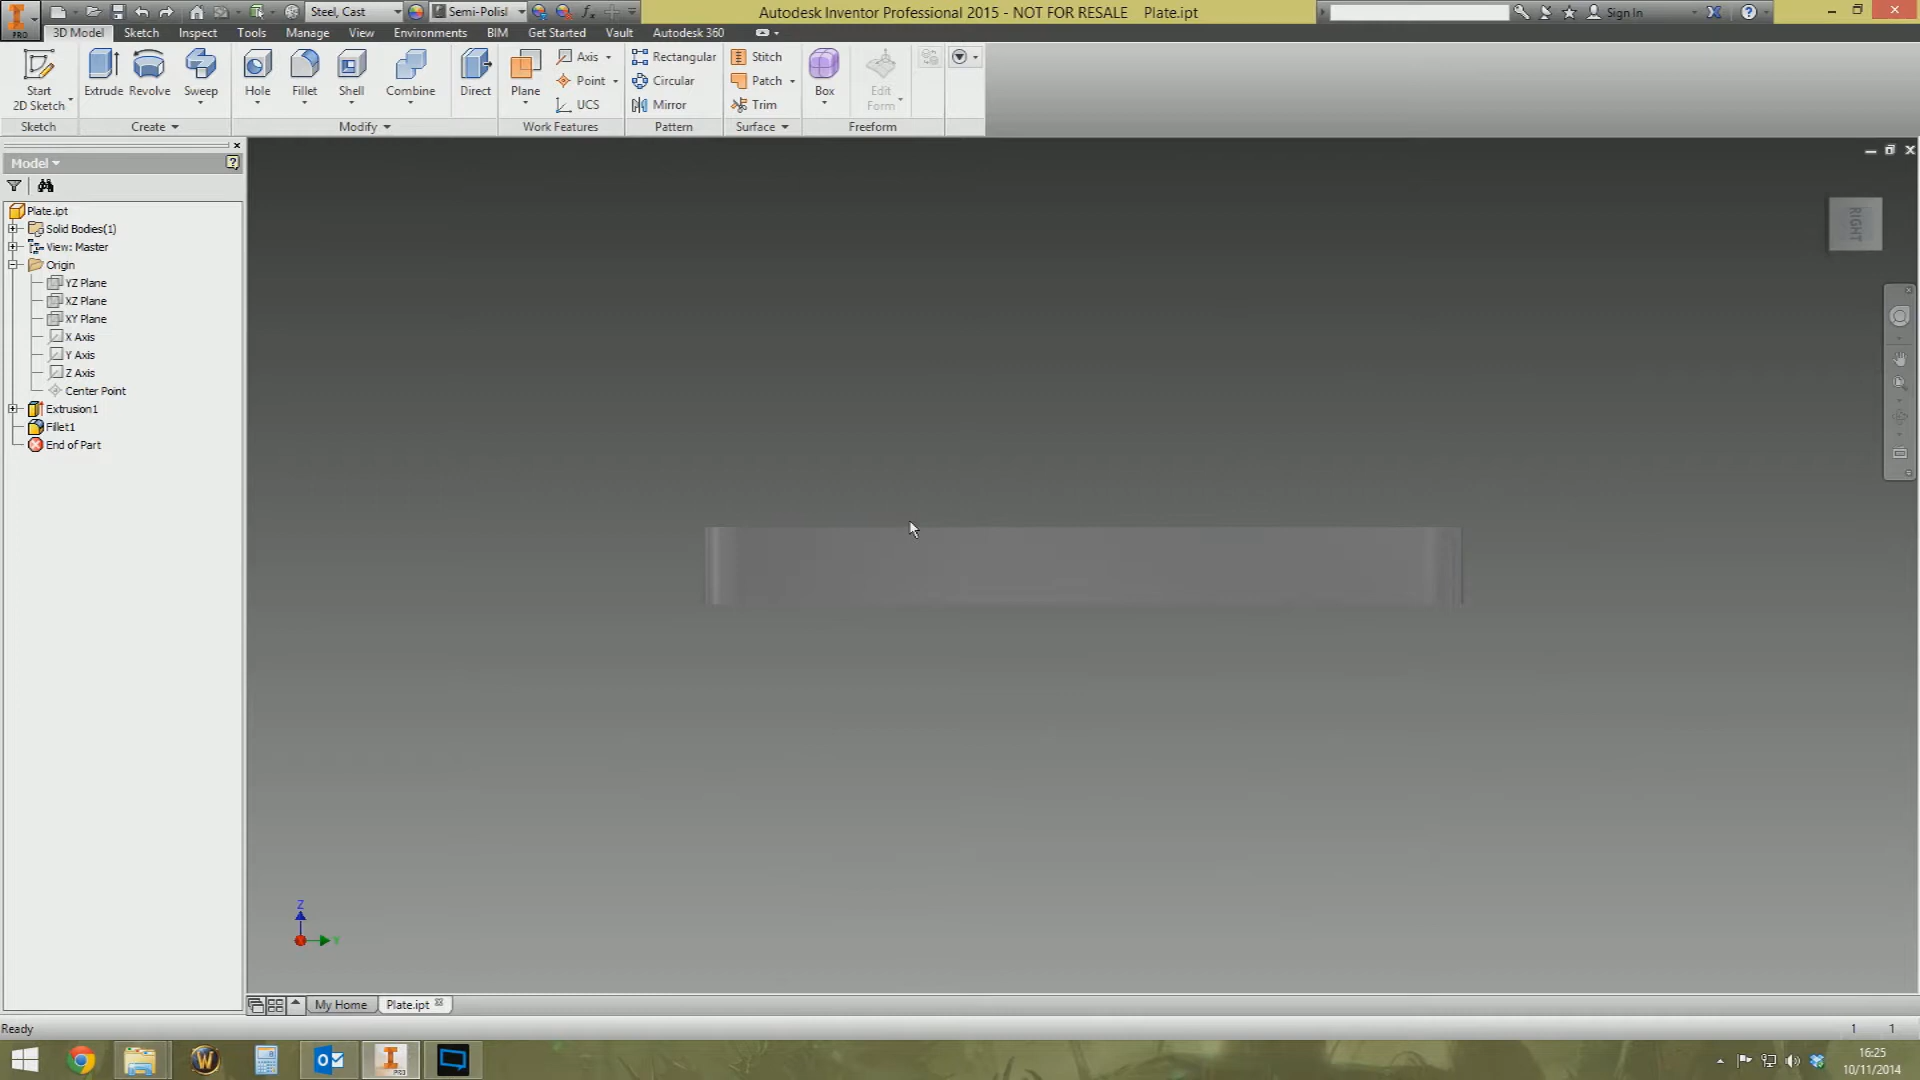 Steel, Cast
Semi-Polisl
Autodesk Inventor Professional 2015 - NOT FOR RESALE Plate.ipt
Sign In
PRO
3D Model Sketch Inspect Tools Manage View Environments BIM Get Started Vault Autodesk 360
Start
2D Sketch
Extrude Revolve Sweep
Hole Fillet Shell Combine
Direct
Plane
Axis
Point
UCS
Rectangular
Circular
Mirror
Stitch
Patch
Trim
Box
Edit
Form
Sketch Create Modify Work Features Pattern Surface Freeform
Model
Plate.ipt
Solid Bodies(1)
View: Master
Origin
YZ Plane
XZ Plane
XY Plane
X Axis
Y Axis
Z Axis
Center Point
Extrusion1
Fillet1
End of Part
RIGHT
Z
Y
My Home Plate.ipt
Ready
1 1
16:25
10/11/2014